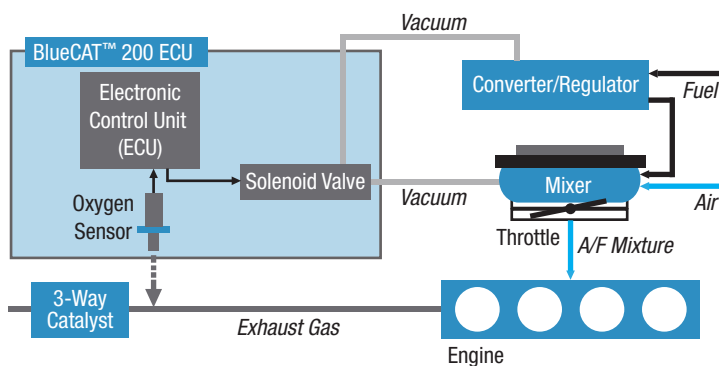 Vacuum
BlueCAT™ 200 ECU
Electronic
Control Unit
(ECU)
Converter/Regulator
Fuel
Solenoid Valve
Vacuum
Mixer
Air
Oxygen
Sensor
Throttle
A/F Mixture
3-Way
Catalyst
Exhaust Gas
Engine